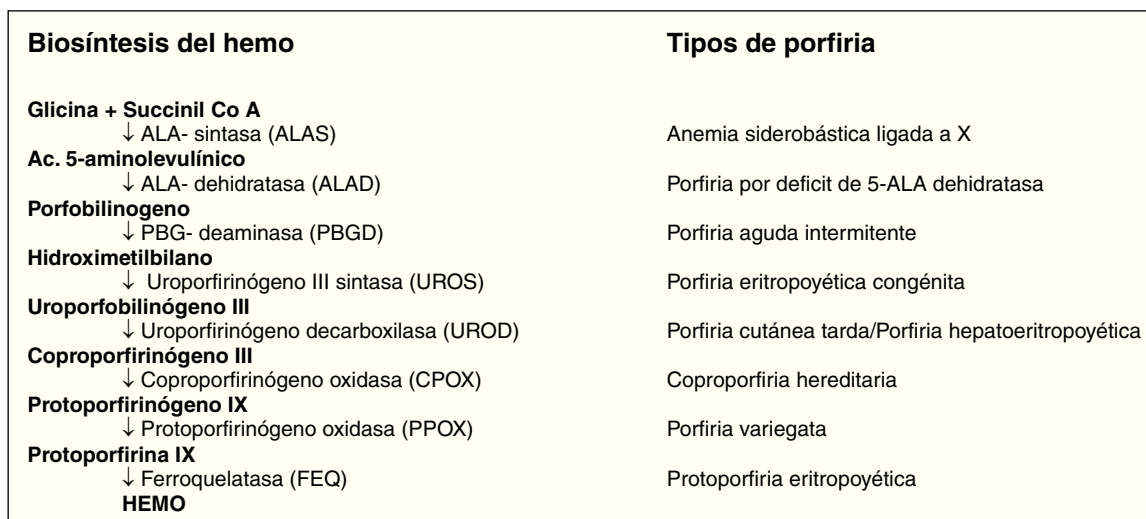 Biosíntesis del hemo Tipos de porfiria
Glicina + Succinil Co A
↓ ALA- sintasa (ALAS) Anemia siderobástica ligada a X
Ac. 5-aminolevulínico
↓ ALA- dehidratasa (ALAD) Porfiria por deficit de 5-ALA dehidratasa
Porfobilinogeno
↓ PBG- deaminasa (PBGD) Porfiria aguda intermitente
Hidroximetilbilano
↓ Uroporfirinógeno III sintasa (UROS) Porfiria eritropoyética congénita
Uroporfobilinógeno III
↓ Uroporfirinógeno decarboxilasa (UROD) Porfiria cutánea tarda/Porfiria hepatoeritropoyética
Coproporfirinógeno III
↓ Coproporfirinógeno oxidasa (CPOX) Coproporfiria hereditaria
Protoporfirinógeno IX
↓ Protoporfirinógeno oxidasa (PPOX) Porfiria variegata
Protoporfirina IX
↓ Ferroquelatasa (FEQ) Protoporfiria eritropoyética
HEMO